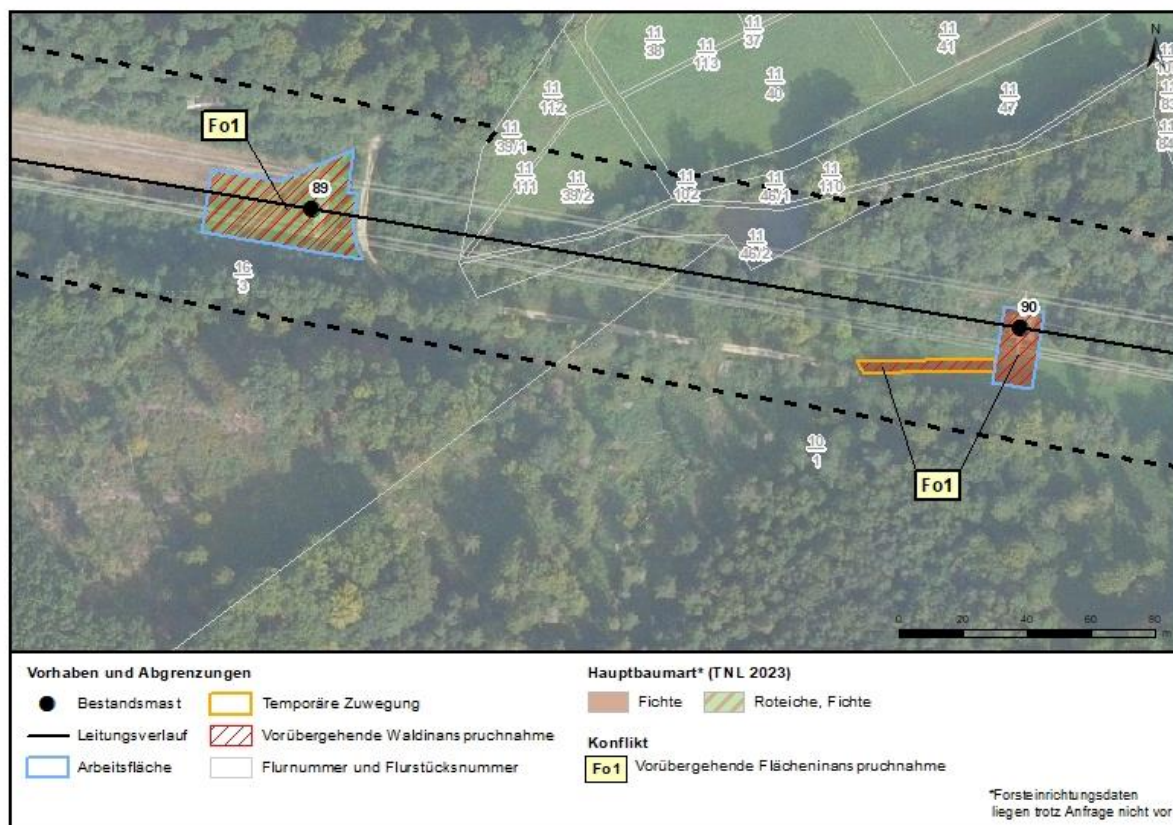 11
37
11
38
11
113
11
41
N
11
40
11
112
11
47
Fo1
11
39/1
11
84
89
11
111
11
39/2
11
102
11
46/1
11
110
16
3
11
46/2
90
10
1
Fo1
0 20 40 60 80
Vorhaben und Abgrenzungen
Bestandsmast
Temporäre Zuwegung
Leitungsverlauf
Vorübergehende Waldinanspruchnahme
Arbeitsfläche
Flurnummer und Flurstücksnummer
Hauptbaumart* (TNL 2023)
Fichte
Roteiche, Fichte
Konflikt
Fo1 Vorübergehende Flächeninanspruchnahme
*Forsteinrichtungsdaten
liegen trotz Anfrage nicht vor